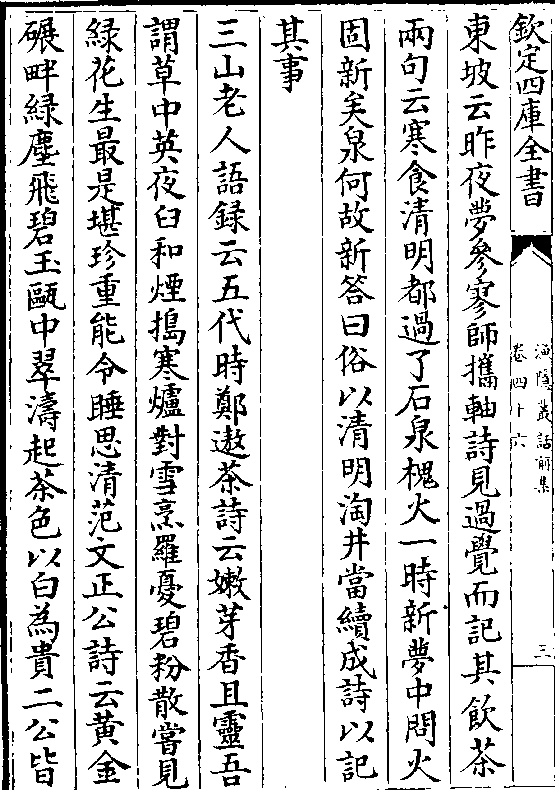 欽定四庫全書
漁隱叢話前集
卷四十六
三
東坡云昨夜夢參寥師攜軸詩見過覺而記其飲茶
兩句云寒食清明都過了石泉槐火一時新夢中問火
固新矣泉何故新答曰俗以清明淘井當續成詩以記
其事
三山老人語録云五代時鄭遨茶詩云嫩芽香且靈吾
謂草中英夜臼和煙搗寒爐對雪烹羅憂碧粉散嘗見
緑花生最是堪珍重能令睡思清范文正公詩云黄金
碾畔緑塵飛碧玉甌中翠濤起茶色以白為貴二公皆